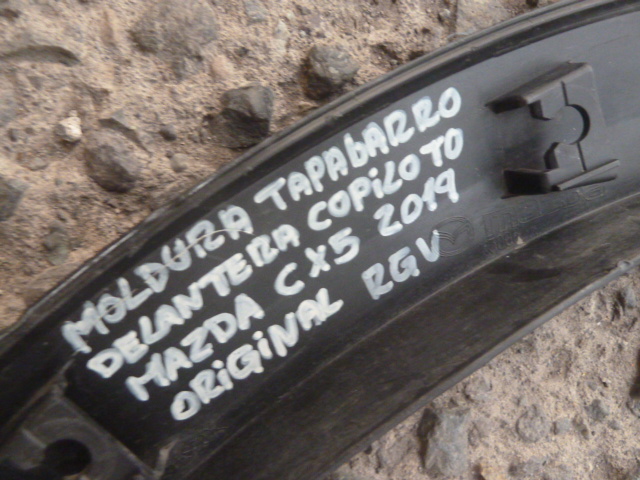 MOLDURA TAPABARRO
DELANTERA COPILOTO
MAZDA CX5 2019
ORIGINAL RGV